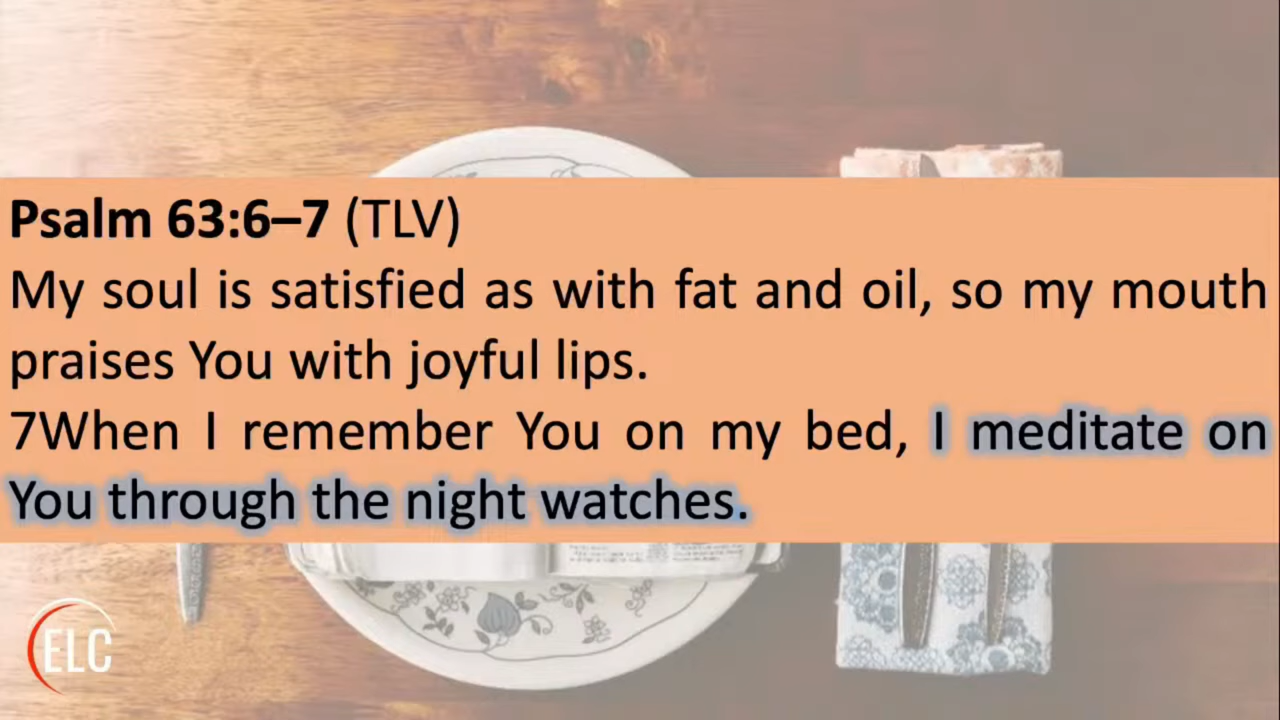 Psalm 63:6–7 (TLV)
My soul is satisfied as with fat and oil, so my mouth
praises You with joyful lips.
7When I remember You on my bed, I meditate on
You through the night watches.
ELC